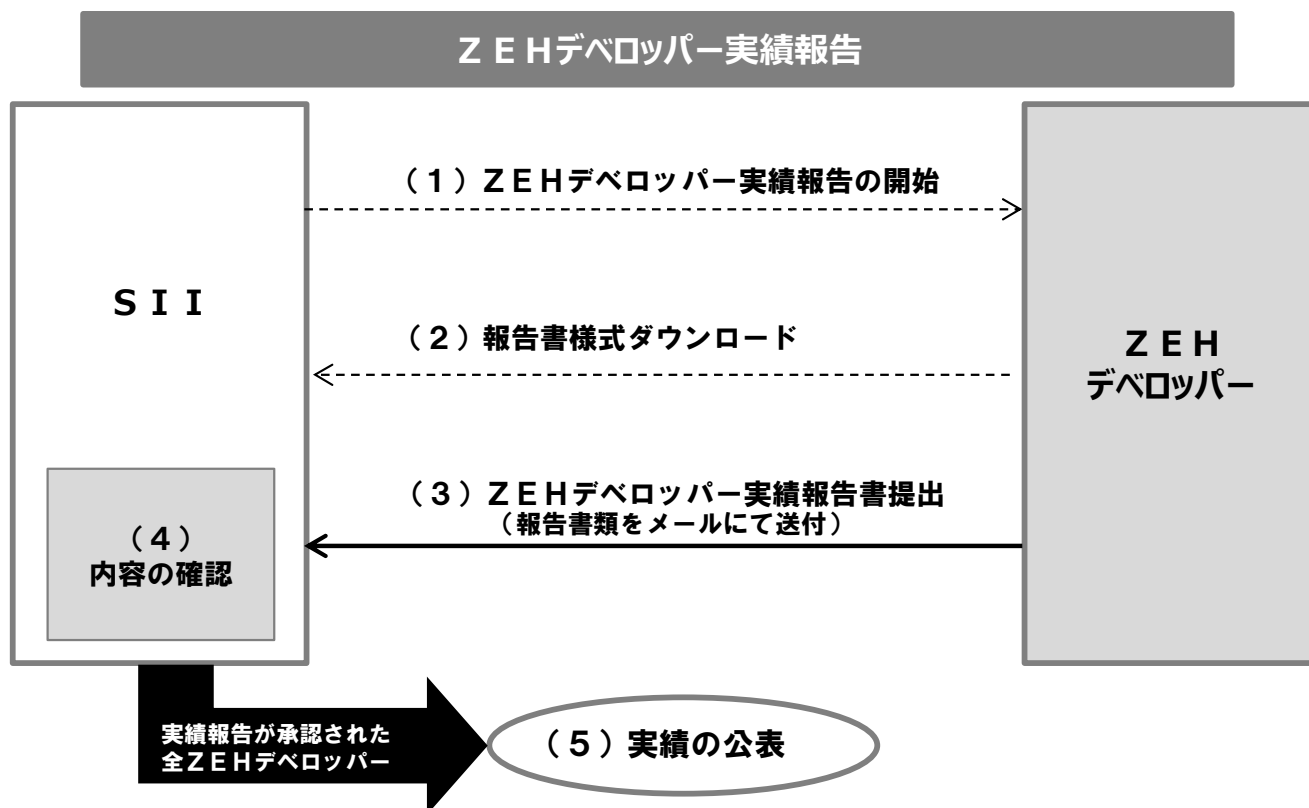 ＺＥＨデベロッパー実績報告
（１）ＺＥＨデベロッパー実績報告の開始
ＳＩＩ
（２）報告書様式ダウンロード
ＺＥＨ
デベロッパー
（３）ＺＥＨデベロッパー実績報告書提出
（報告書類をメールにて送付）
（４）
内容の確認
実績報告が承認された
全ＺＥＨデベロッパー
（５）実績の公表